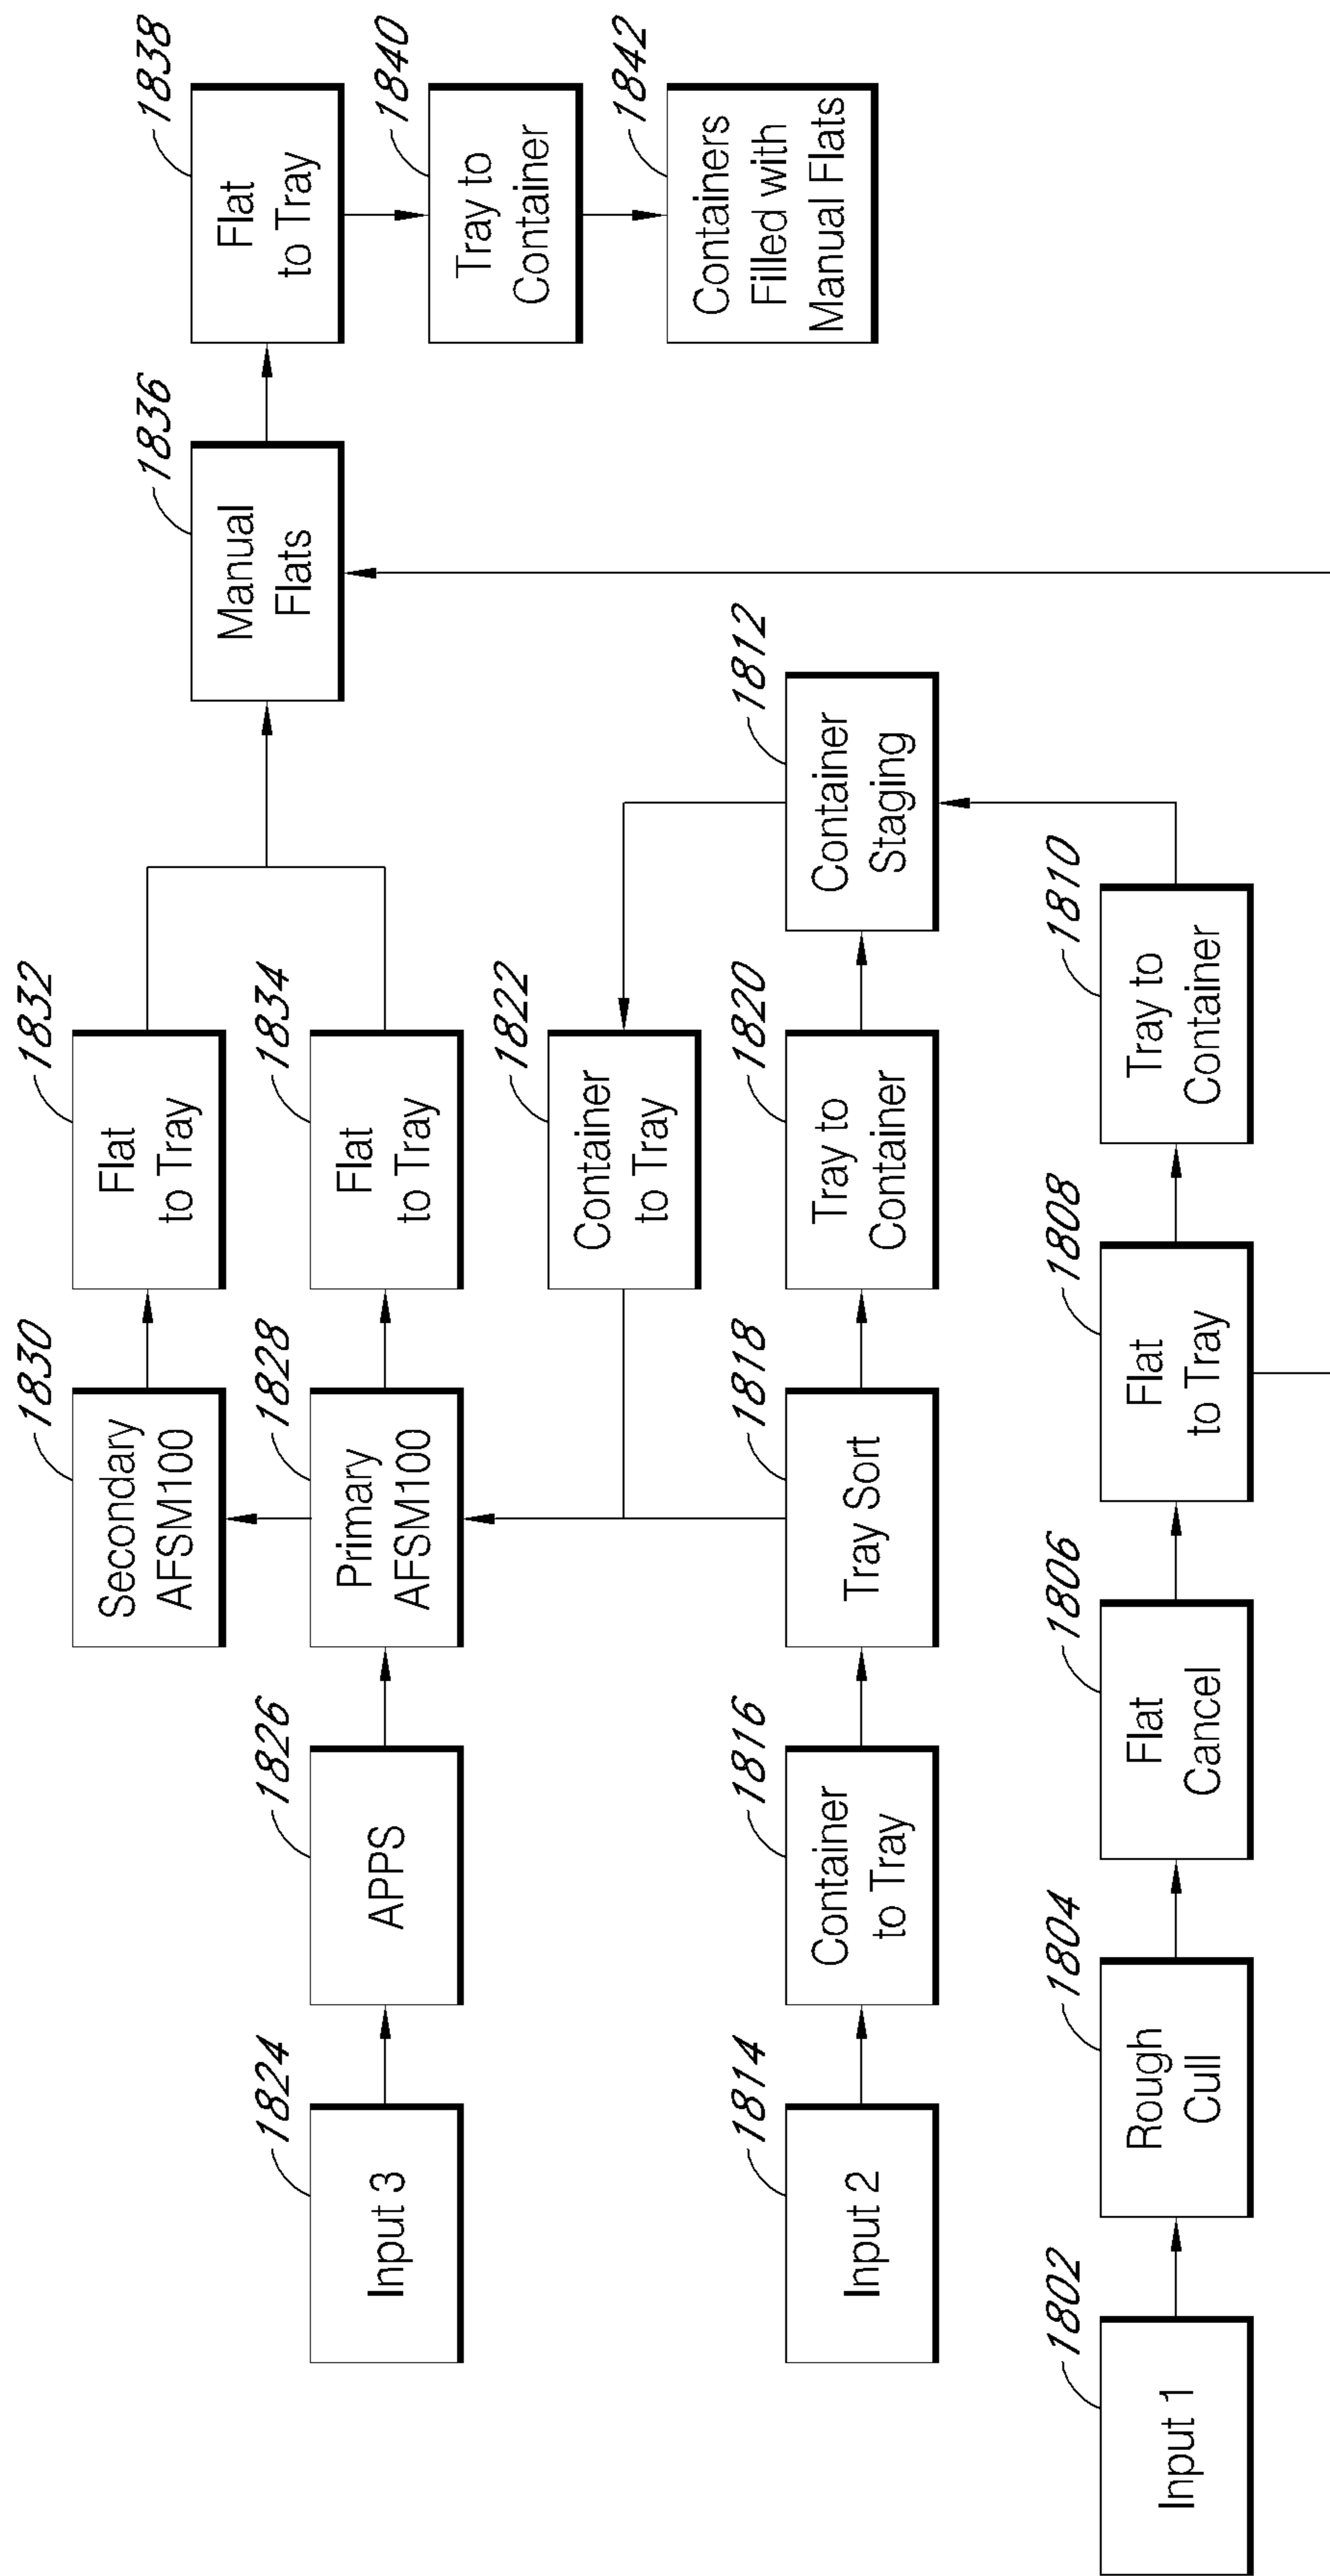 1830
Secondary
AFSM100
1832
Flat
to Tray
1836
Manual
Flats
1838
Flat
to Tray
1824
Input 3
1826
APPS
1828
Primary
AFSM100
1834
Flat
to Tray
1840
Tray to
Container
1822
Container
to Tray
1842
Containers
Filled with
Manual Flats
1814
Input 2
1816
Container
to Tray
1818
Tray Sort
1820
Tray to
Container
1812
Container
Staging
1802
Input 1
1804
Rough
Cull
1806
Flat
Cancel
1808
Flat
to Tray
1810
Tray to
Container